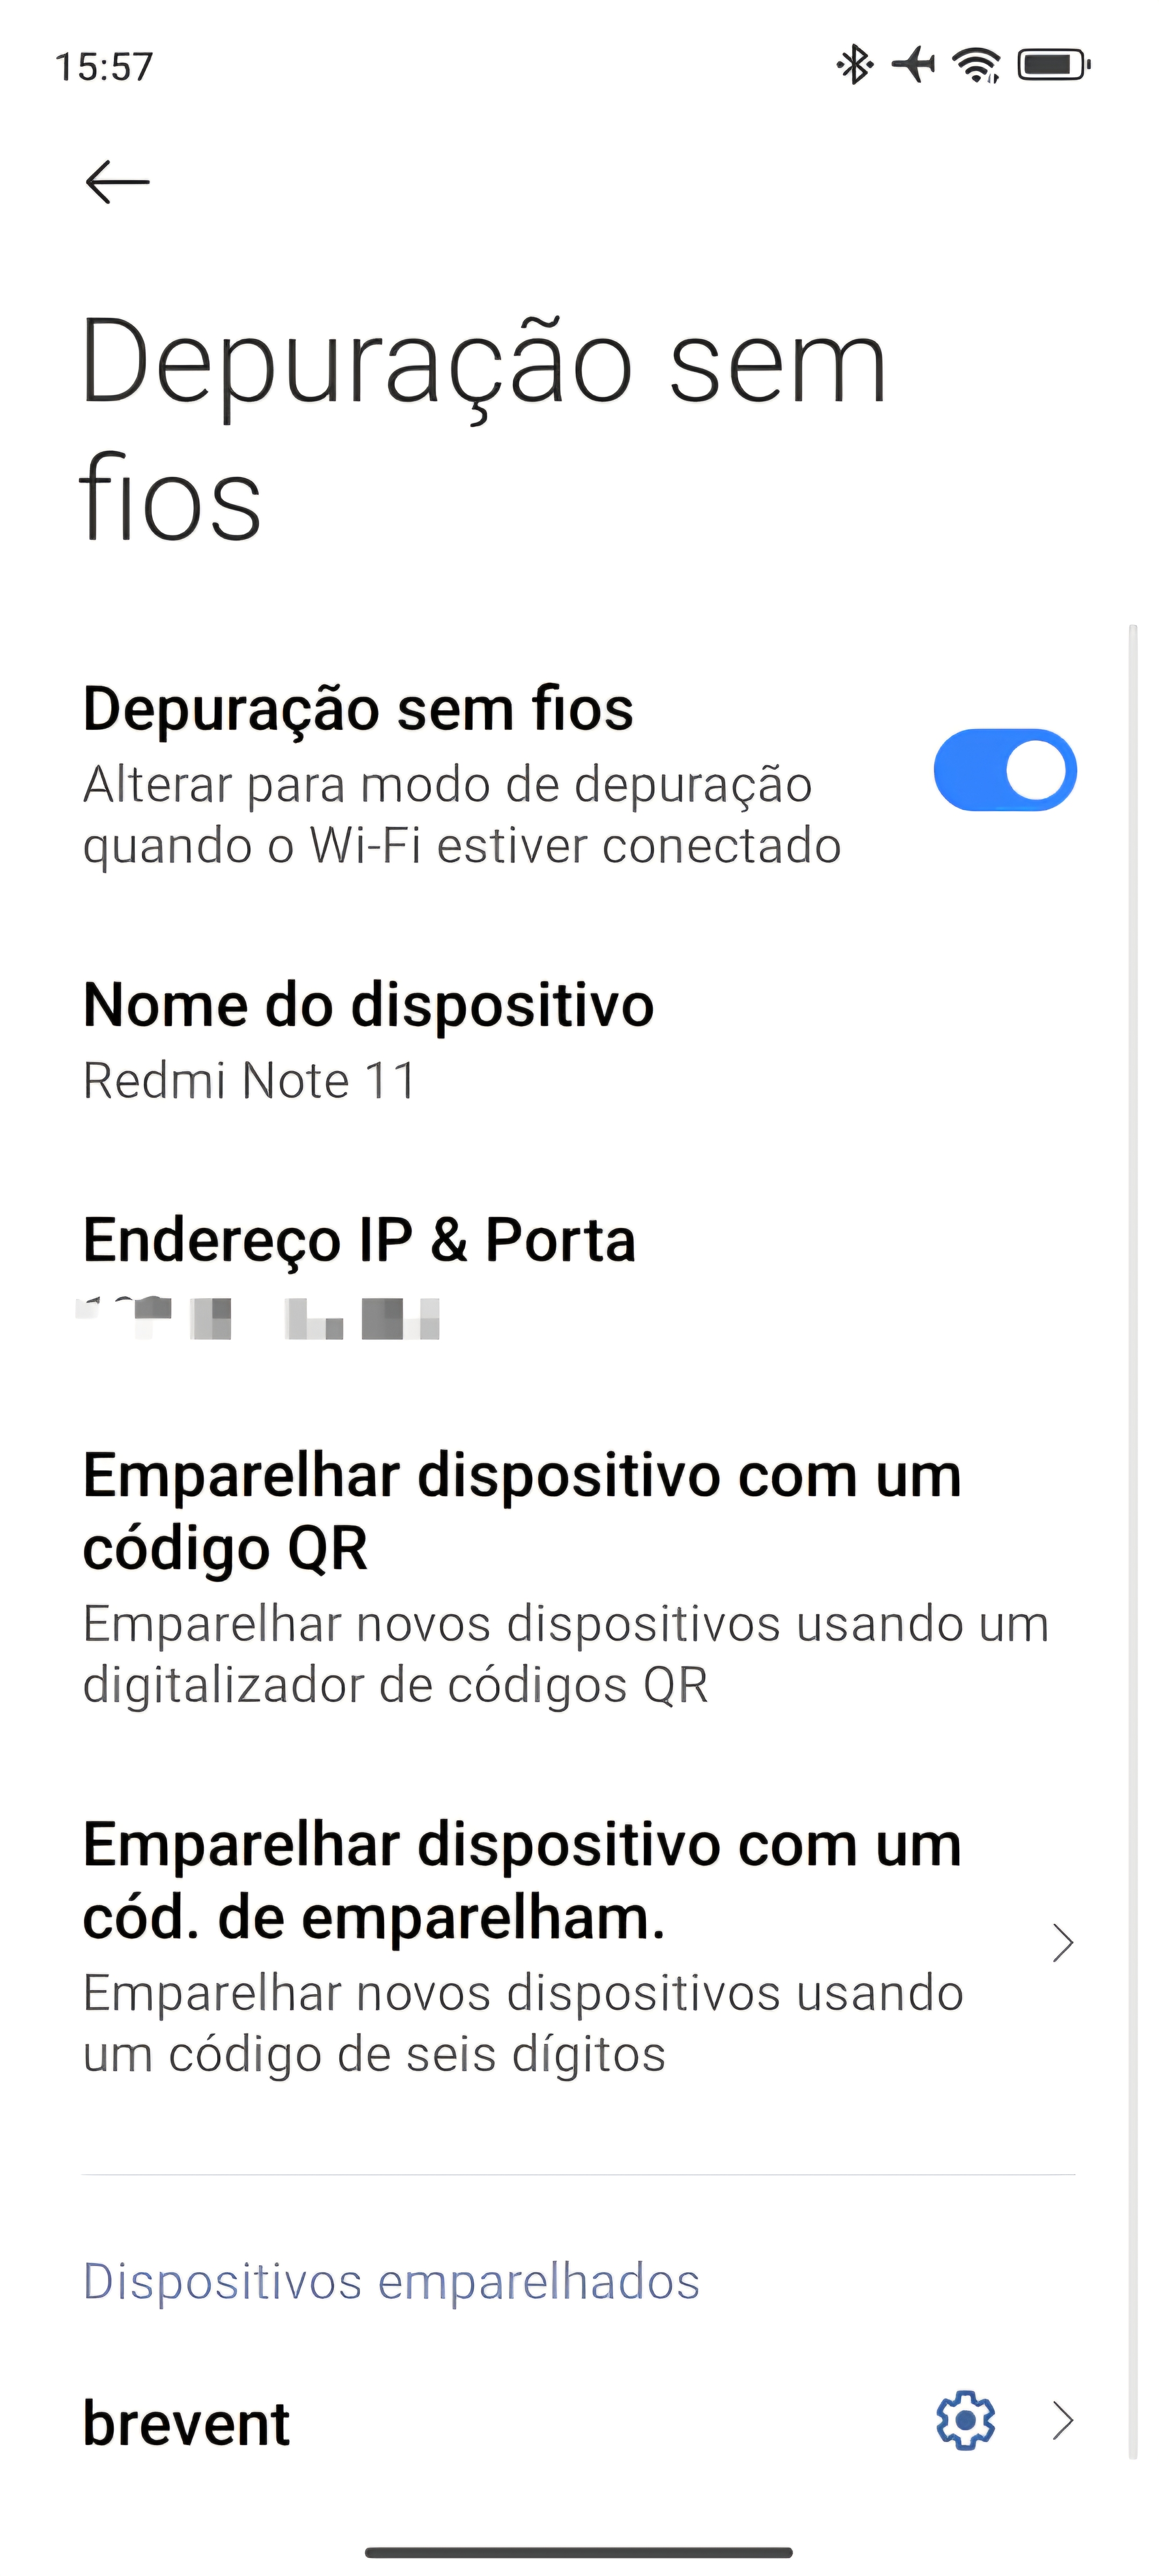 15:57
Depuração sem
fios
Depuração sem fios
Alterar para modo de depuração
quando o Wi-Fi estiver conectado
Nome do dispositivo
Redmi Note 11
Endereço IP & Porta
Emparelhar dispositivo com um
código QR
Emparelhar novos dispositivos usando um
digitalizador de códigos QR
Emparelhar dispositivo com um
cód. de emparelham.
Emparelhar novos dispositivos usando
um código de seis dígitos
Dispositivos emparelhados
brevent